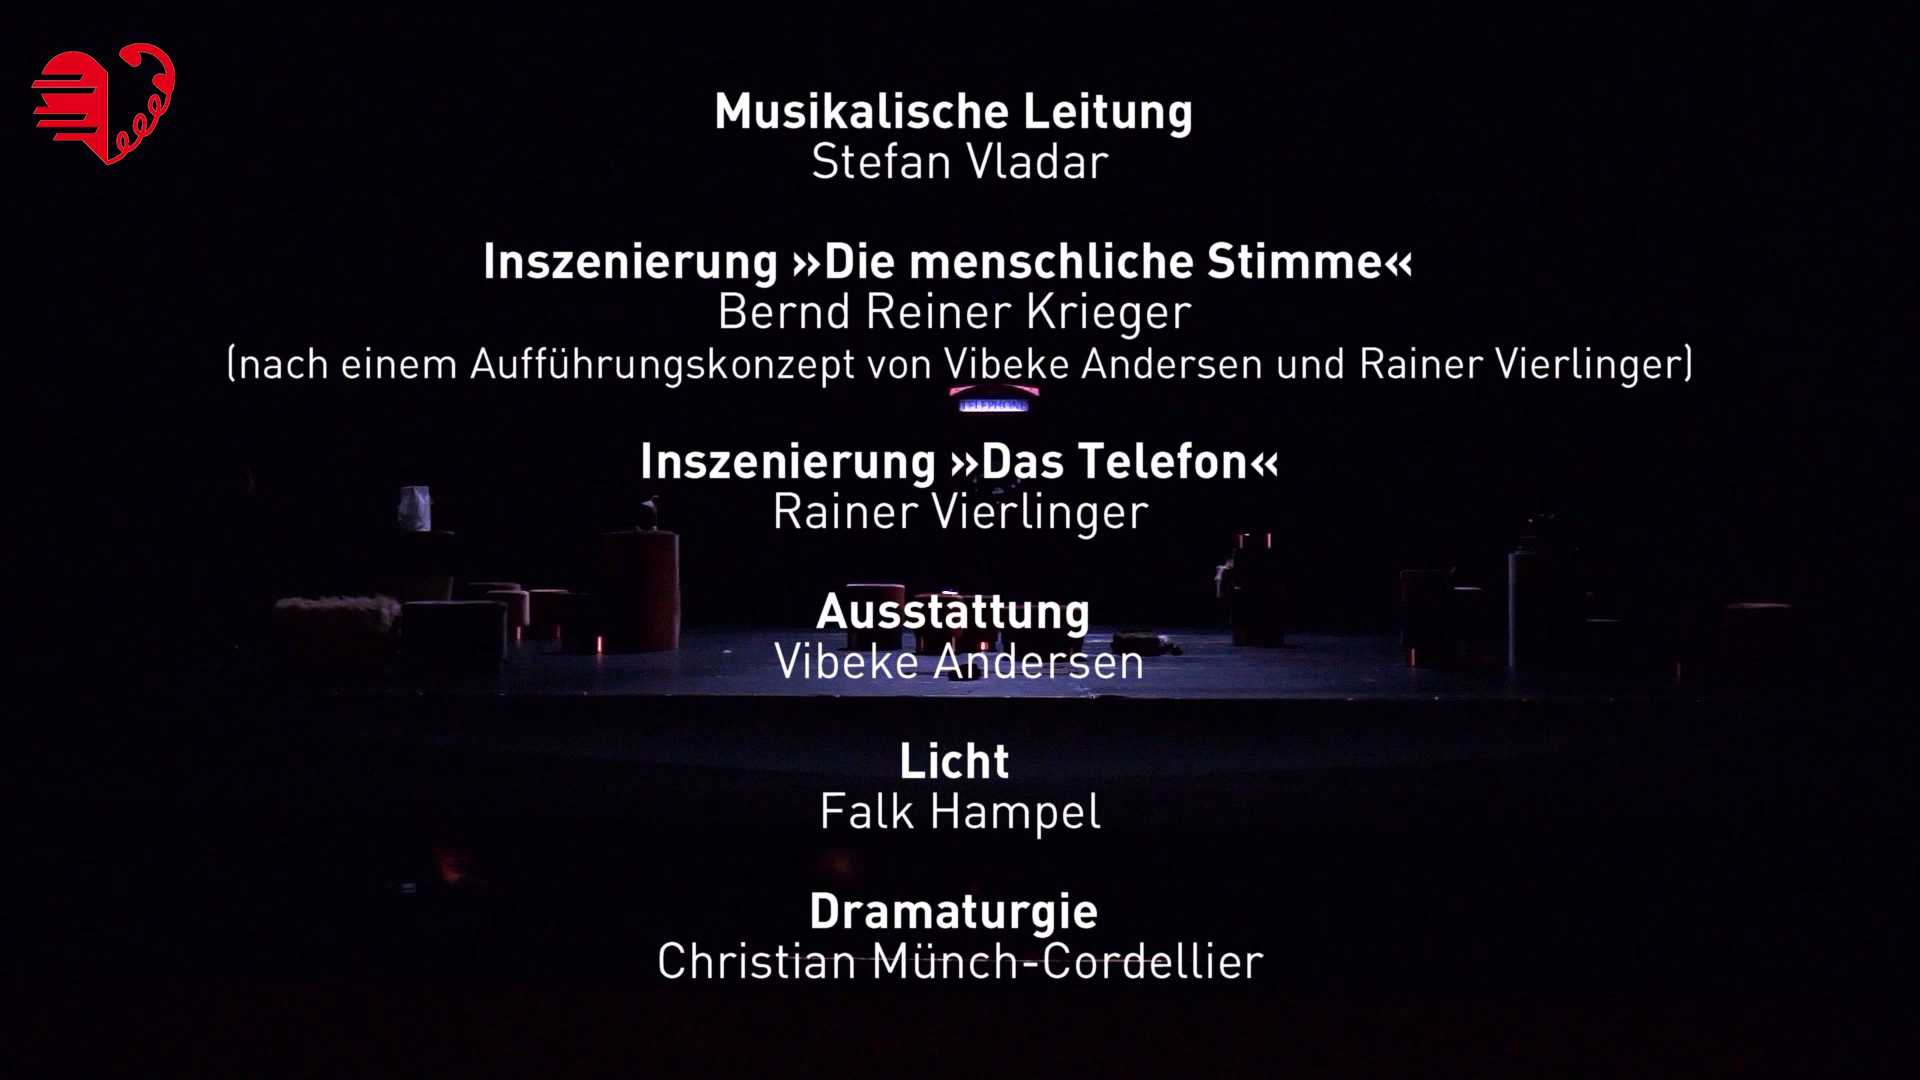 Musikalische Leitung
Stefan Vladar
Inszenierung »Die menschliche Stimme«
Bernd Reiner Krieger
(nach einem Aufführungskonzept von Vibeke Andersen und Rainer Vierlinger)
TELEPHONE
Inszenierung »Das Telefon«
Rainer Vierlinger
Ausstattung
Vibeke Andersen
Licht
Falk Hampel
Dramaturgie
Christian Münch-Cordellier